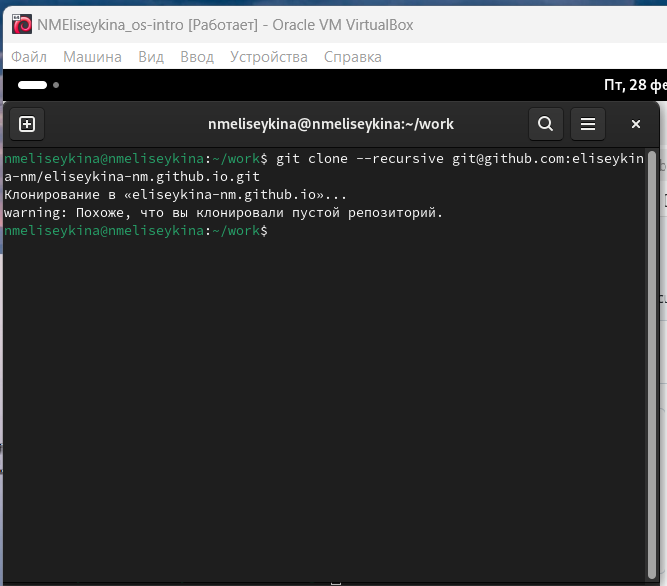 NMEliseykina_os-intro [Работает] - Oracle VM VirtualBox
Файл Машина Вид Ввод Устройства Справка
Пт, 28 фе
nmeliseykina@nmeliseykina:~/work
nmeliseykina@nmeliseykina:~/work$ git clone --recursive git@github.com:eliseykin
a-nm/eliseykina-nm.github.io.git
Клонирование в «eliseykina-nm.github.io»...
warning: Похоже, что вы клонировали пустой репозиторий.
nmeliseykina@nmeliseykina:~/work$